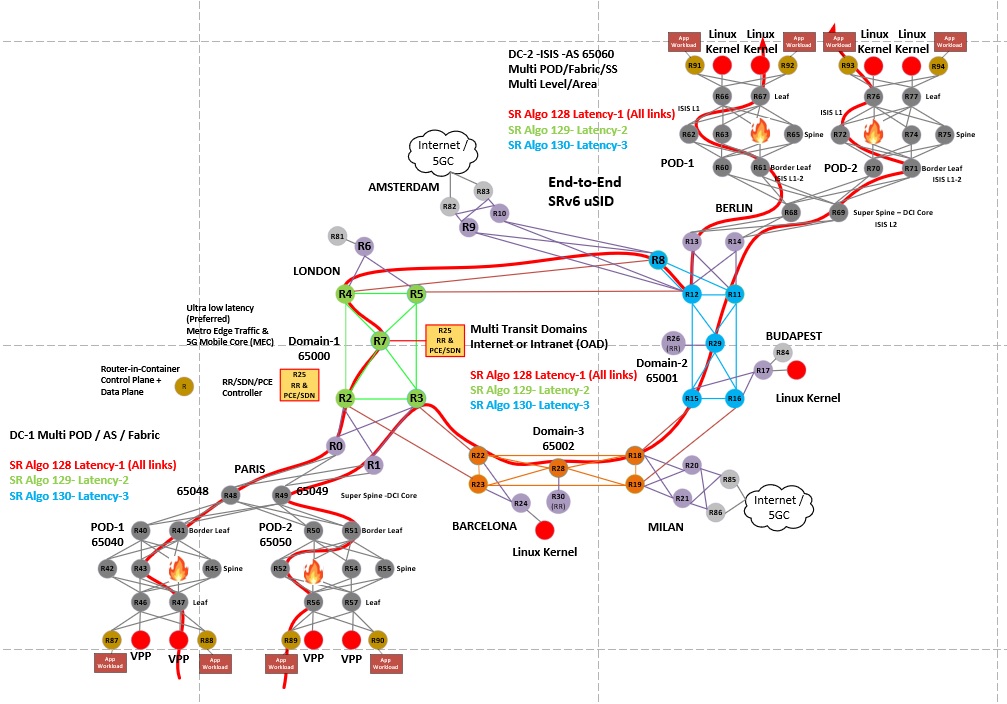 App
Workload
Linux
Kernel
Linux
Kernel
App
Workload
App
Workload
Linux
Kernel
Linux
Kernel
App
Workload
R91
R92
R93
R94
DC-2 -ISIS -AS 65060
Multi POD/Fabric/SS
Multi Level/Area
SR Algo 128 Latency-1 (All links)
SR Algo 129- Latency-2
SR Algo 130- Latency-3
R66
R67
Leaf
R76
R77
Leaf
ISIS L1
ISIS L1
R62
R63
R65
Spine
R72
R74
R75
Spine
POD-1
R60
R61
Border Leaf
ISIS L1-2
POD-2
R70
R71
Border Leaf
ISIS L1-2
BERLIN
R68
R69
Super Spine – DCI Core
ISIS L2
Internet /
5GC
AMSTERDAM
R83
R82
R10
R9
End-to-End
SRv6 uSID
R81
R6
LONDON
R4
R5
R8
R13
R14
R12
R11
Ultra low latency
(Preferred)
Metro Edge Traffic &
5G Mobile Core (MEC)
Domain-1
65000
R7
R25
RR &
PCE/SDN
Multi Transit Domains
Internet or Intranet (OAD)
R26
(RR)
R29
Domain-2
65001
BUDAPEST
R84
R17
Linux Kernel
SR Algo 128 Latency-1 (All links)
SR Algo 129- Latency-2
SR Algo 130- Latency-3
Router-in-Container
Control Plane +
Data Plane
R
RR/SDN/PCE
Controller
R25
RR &
PCE/SDN
R2
R3
R15
R16
DC-1 Multi POD / AS / Fabric
SR Algo 128 Latency-1 (All links)
SR Algo 129- Latency-2
SR Algo 130- Latency-3
R0
R1
PARIS
Domain-3
65002
R22
R28
R18
R23
R19
R24
R30
(RR)
BARCELONA
Linux Kernel
R20
R21
R85
R86
MILAN
Internet /
5GC
65048
R48
R49
65049
Super Spine -DCI Core
POD-1
65040
R40
R41
Border Leaf
POD-2
65050
R50
R51
Border Leaf
R42
R43
R45
Spine
R52
R54
R55
Spine
R46
R47
Leaf
R56
R57
Leaf
R87
R88
R89
R90
App
Workload
VPP
VPP
App
Workload
App
Workload
VPP
VPP
App
Workload